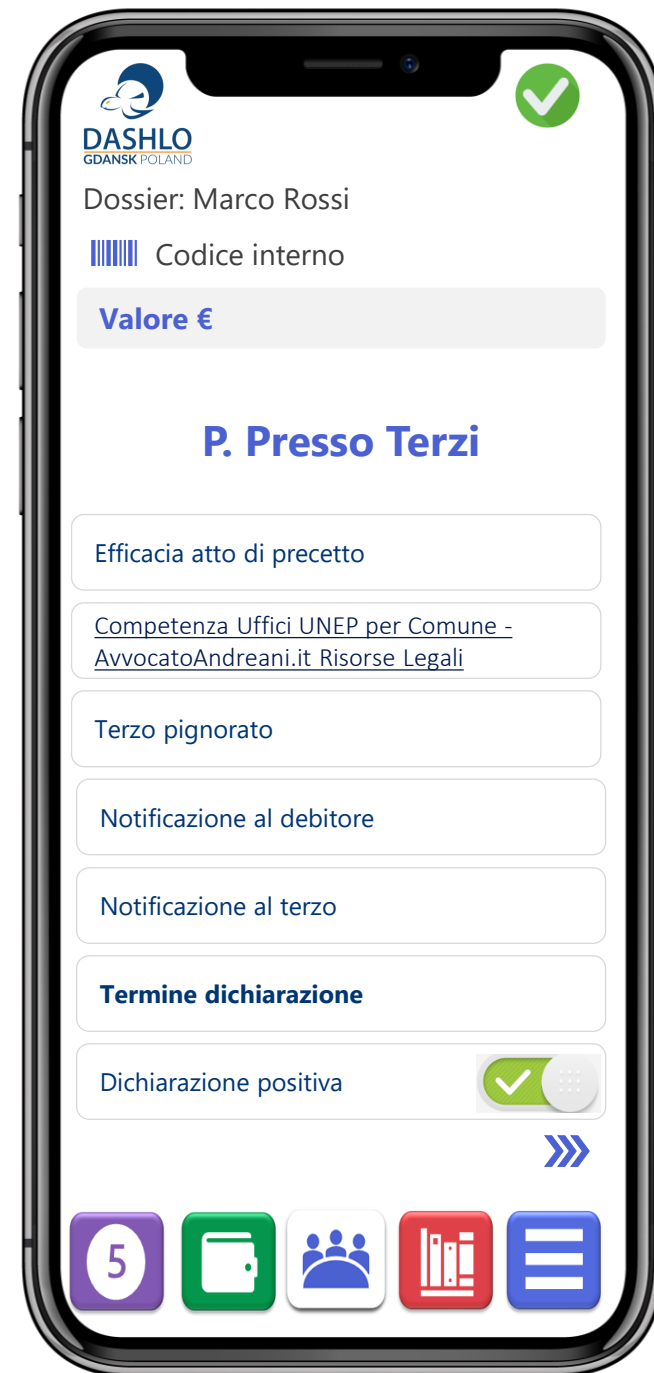 DASHLO
GDANSK POLAND
Dossier: Marco Rossi
Codice interno
Valore €
P. Presso Terzi
Efficacia atto di precetto
Competenza Uffici UNEP per Comune -
AvvocatoAndreani.it Risorse Legali
Terzo pignorato
Notificazione al debitore
Notificazione al terzo
Termine dichiarazione
Dichiarazione positiva
5